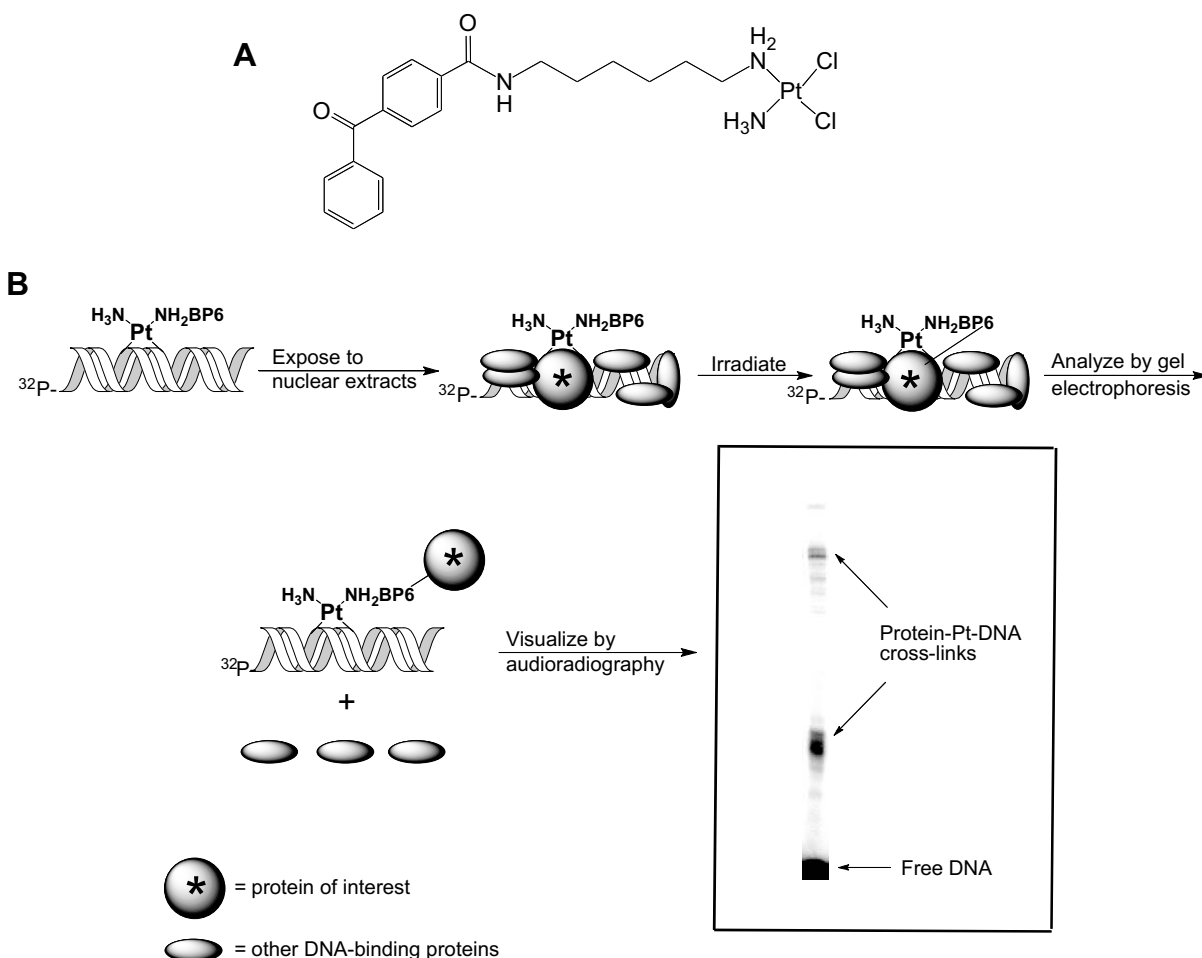 A
O
O
N
H
H2
N
Cl
Pt
H3N
Cl
B
H3N
NH2BP6
Pt
32P-
Expose to
nuclear extracts
H3N
NH2BP6
Pt
*
32P-
Irradiate
H3N
NH2BP6
Pt
*
32P-
Analyze by gel
electrophoresis
*
H3N
NH2BP6
Pt
32P-
+
Visualize by
audioradiography
Protein-Pt-DNA
cross-links
Free DNA
* = protein of interest
= other DNA-binding proteins